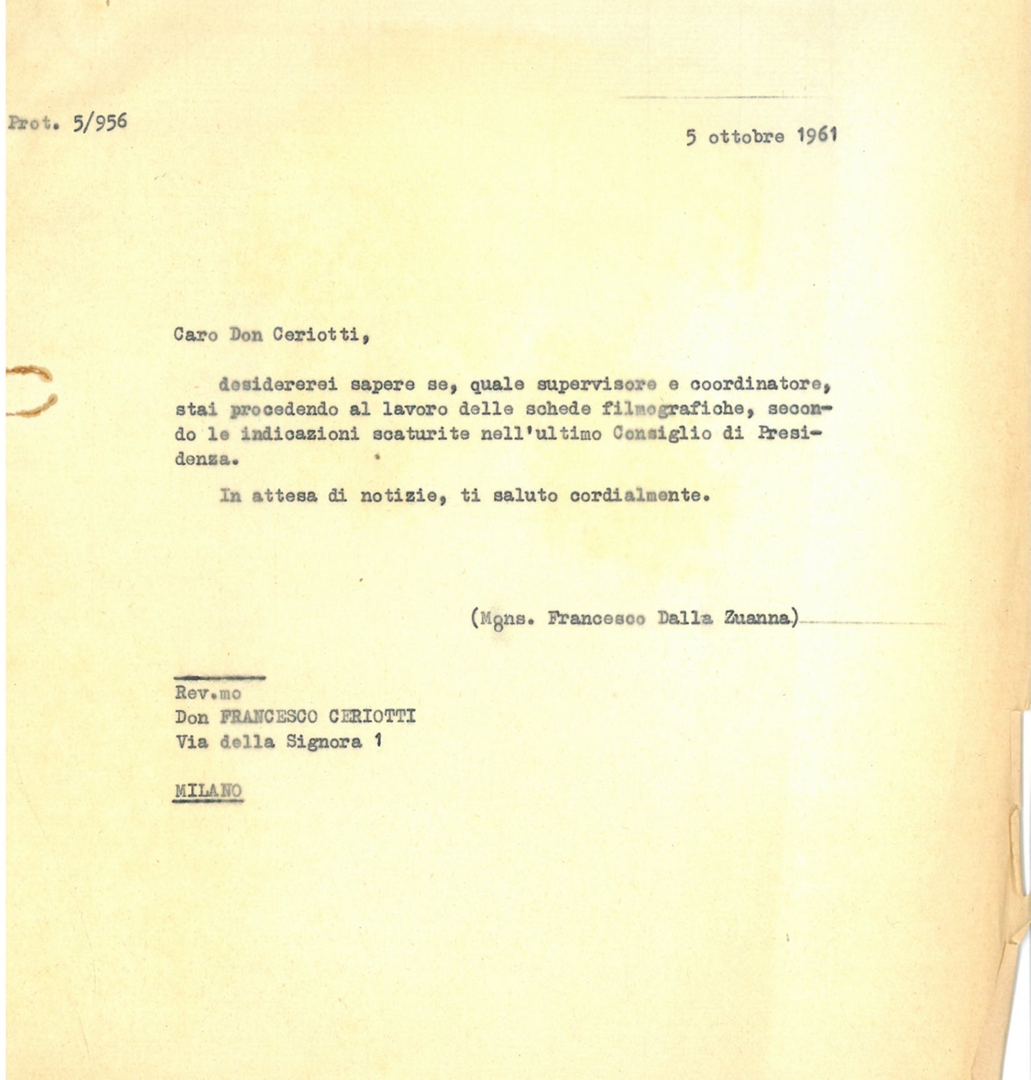 Prot. 5/956
5 ottobre 1961
Caro Don Ceriotti,
desidererei sapere se, quale supervisore e coordinatore,
stai procedendo al lavoro delle schede filmografiche, secon-
do le indicazioni scaturite nell'ultimo Consiglio di Presi-
denza.
In attesa di notizie, ti saluto cordialmente.
(Mgns. Francesco Dalla Zuanna)
Rev.mo
Don FRANCESCO CERIOTTI
Via della Signora 1
MILANO